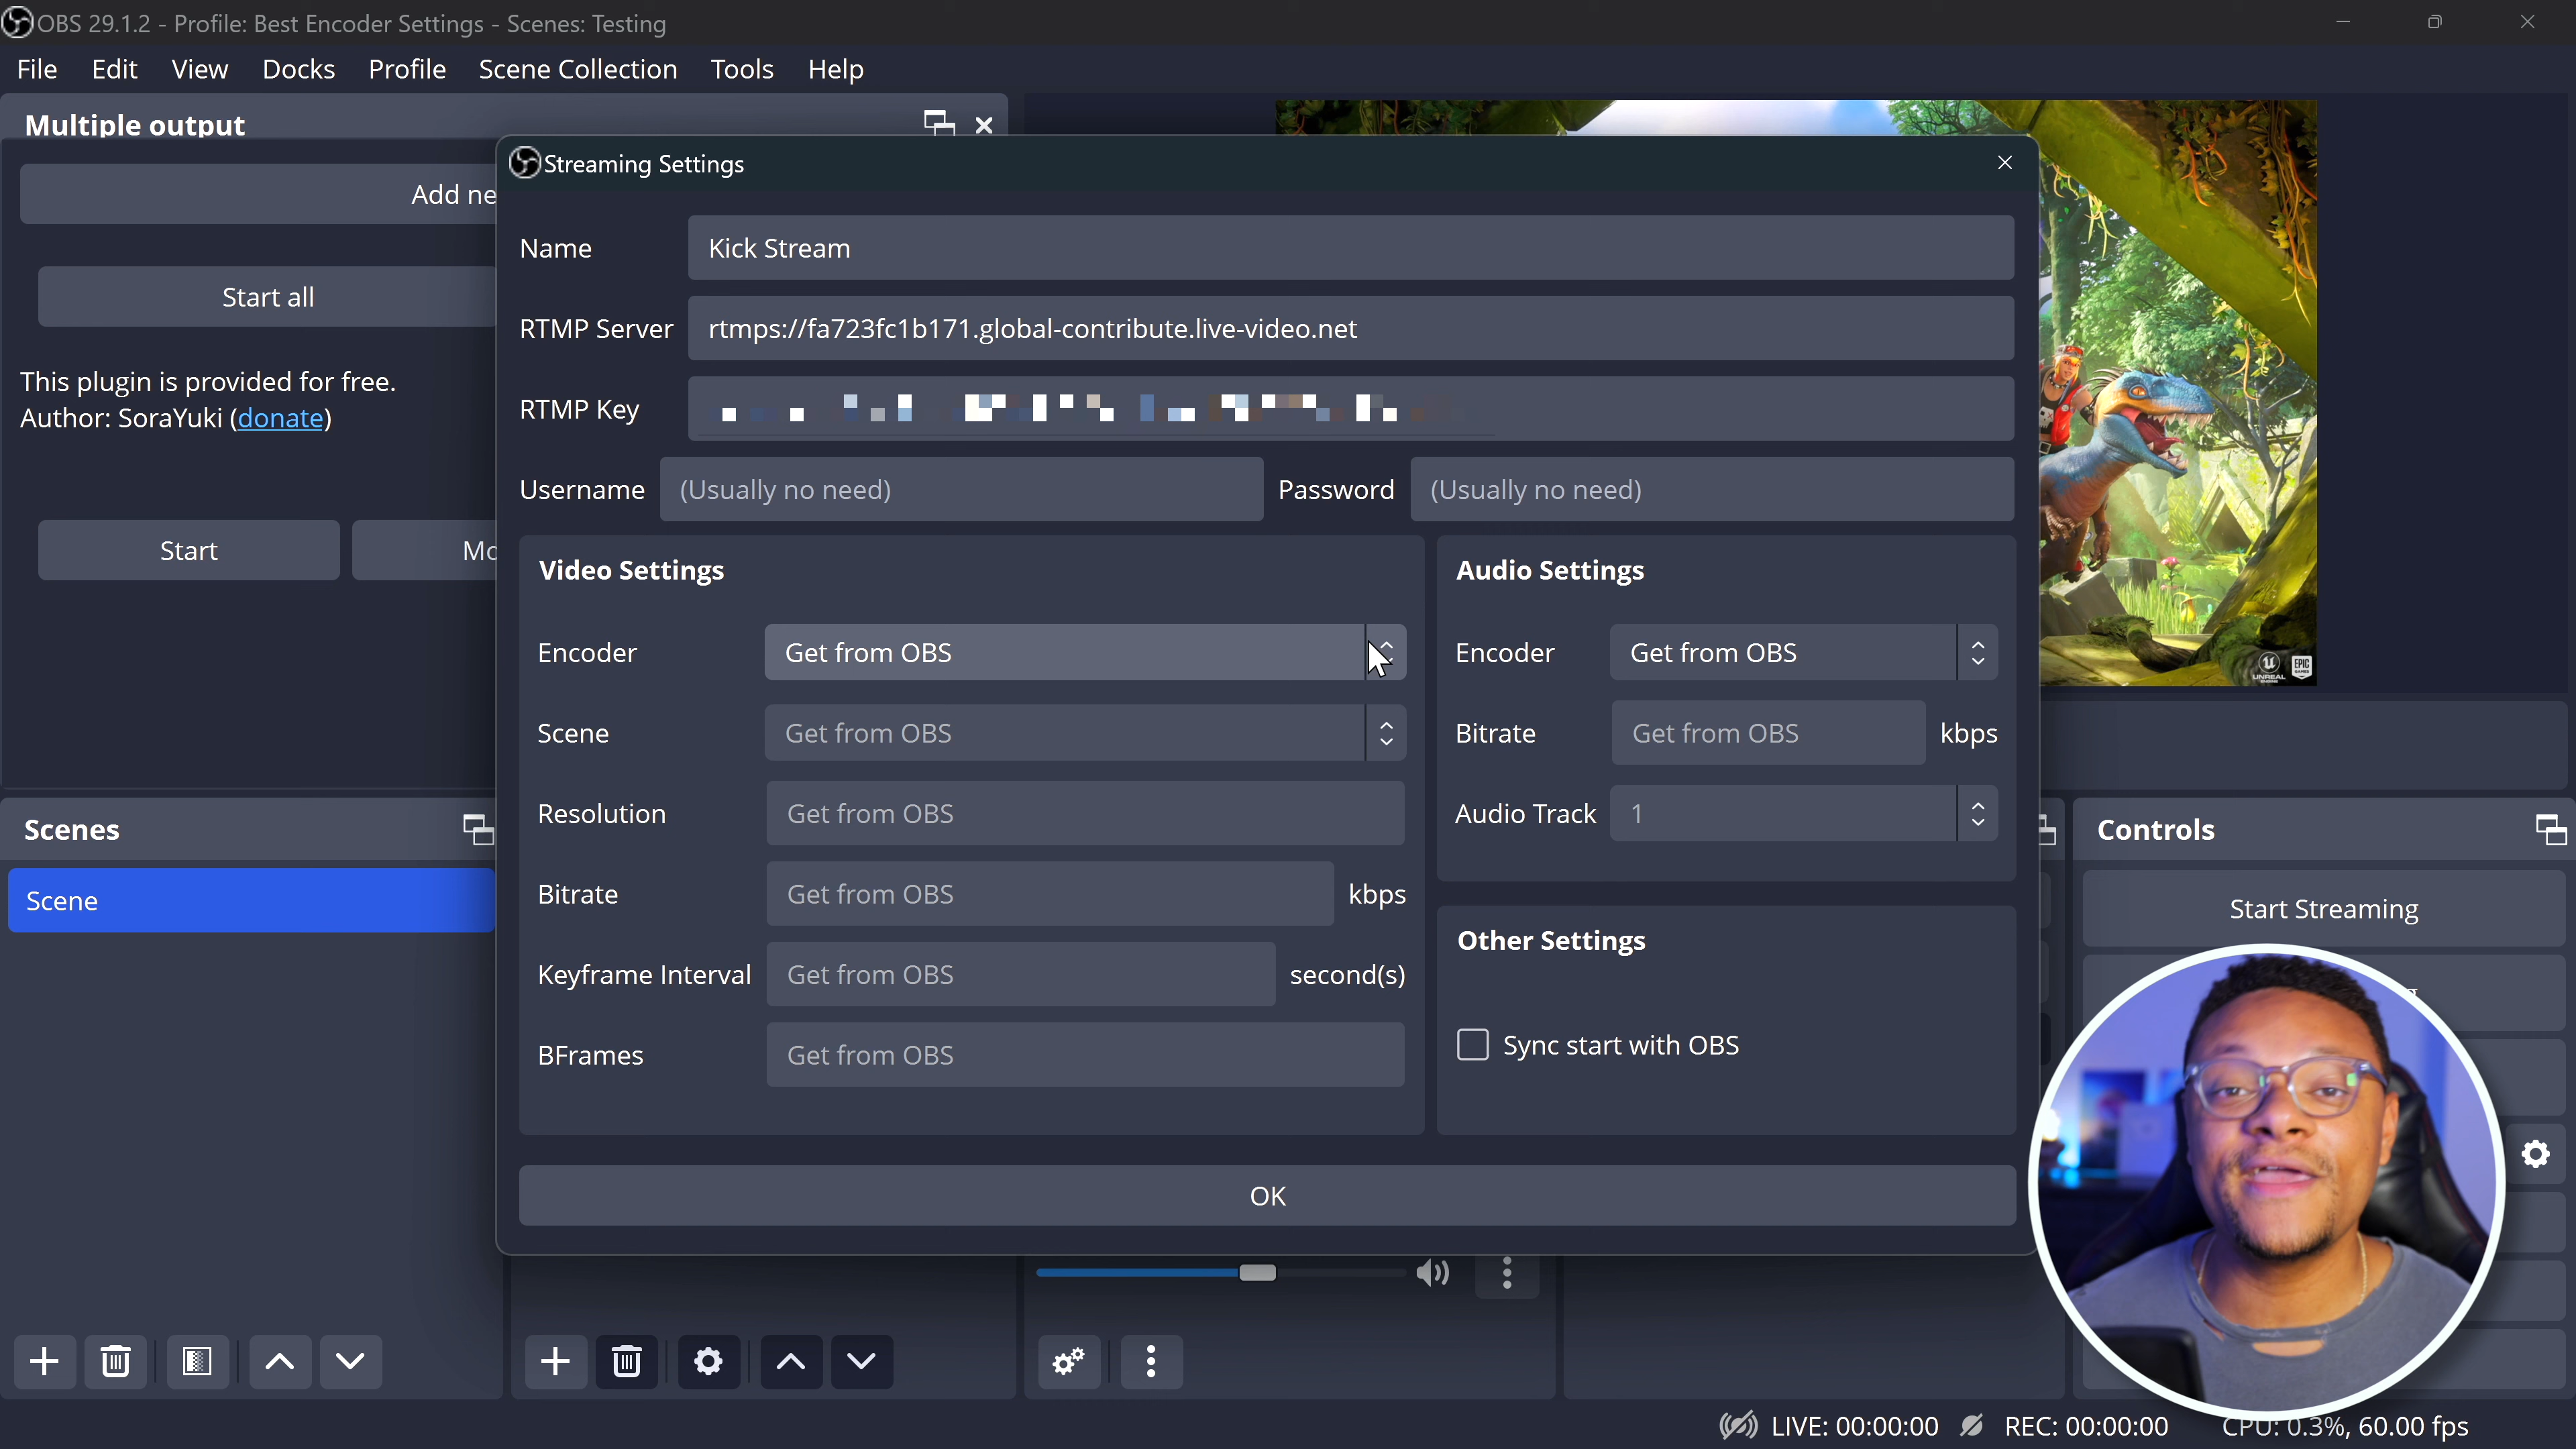 OBS 29.1.2 - Profile: Best Encoder Settings - Scenes: Testing
File Edit View Docks Profile Scene Collection Tools Help
Multiple output
Add ne
Start all
This plugin is provided for free.
Author: SoraYuki (donate)
Start
Streaming Settings
Name Kick Stream
RTMP Server rtmps://fa723fc1b171.global-contribute.live-video.net
RTMP Key
Username (Usually no need) Password (Usually no need)
Video Settings
Encoder Get from OBS
Scene Get from OBS
Resolution Get from OBS
Bitrate Get from OBS kbps
Keyframe Interval Get from OBS second(s)
BFrames Get from OBS
Audio Settings
Encoder Get from OBS
Bitrate Get from OBS kbps
Audio Track 1
Other Settings
Sync start with OBS
OK
UNREAL ENGINE
EPIC GAMES
Scenes
Scene
Controls
Start Streaming
LIVE: 00:00:00 REC: 00:00:00 CPU: 0.3%, 60.00 fps